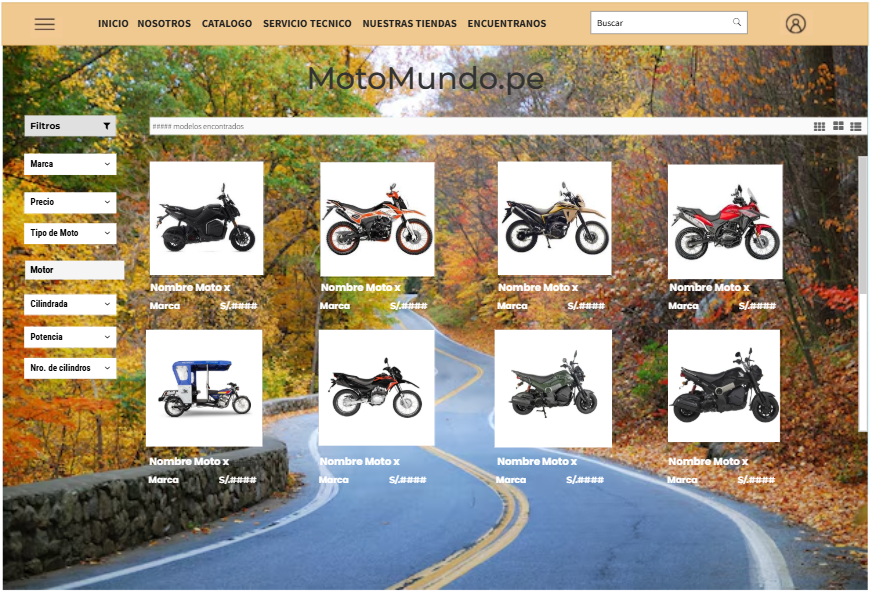 INICIO NOSOTROS CATALOGO SERVICIO TECNICO NUESTRAS TIENDAS ENCUENTRANOS Buscar
MotoMundo.pe
Filtros
##### modelos encontrados
Marca
Precio
Tipo de Moto
Motor
Cilindrada
Potencia
Nro. de cilindros
Nombre Moto x Nombre Moto x Nombre Moto x Nombre Moto x
Marca S/.#### Marca S/.#### Marca S/.#### Marca S/.####
Nombre Moto x Nombre Moto x Nombre Moto x Nombre Moto x
Marca S/.#### Marca S/.#### Marca S/.#### Marca S/.####